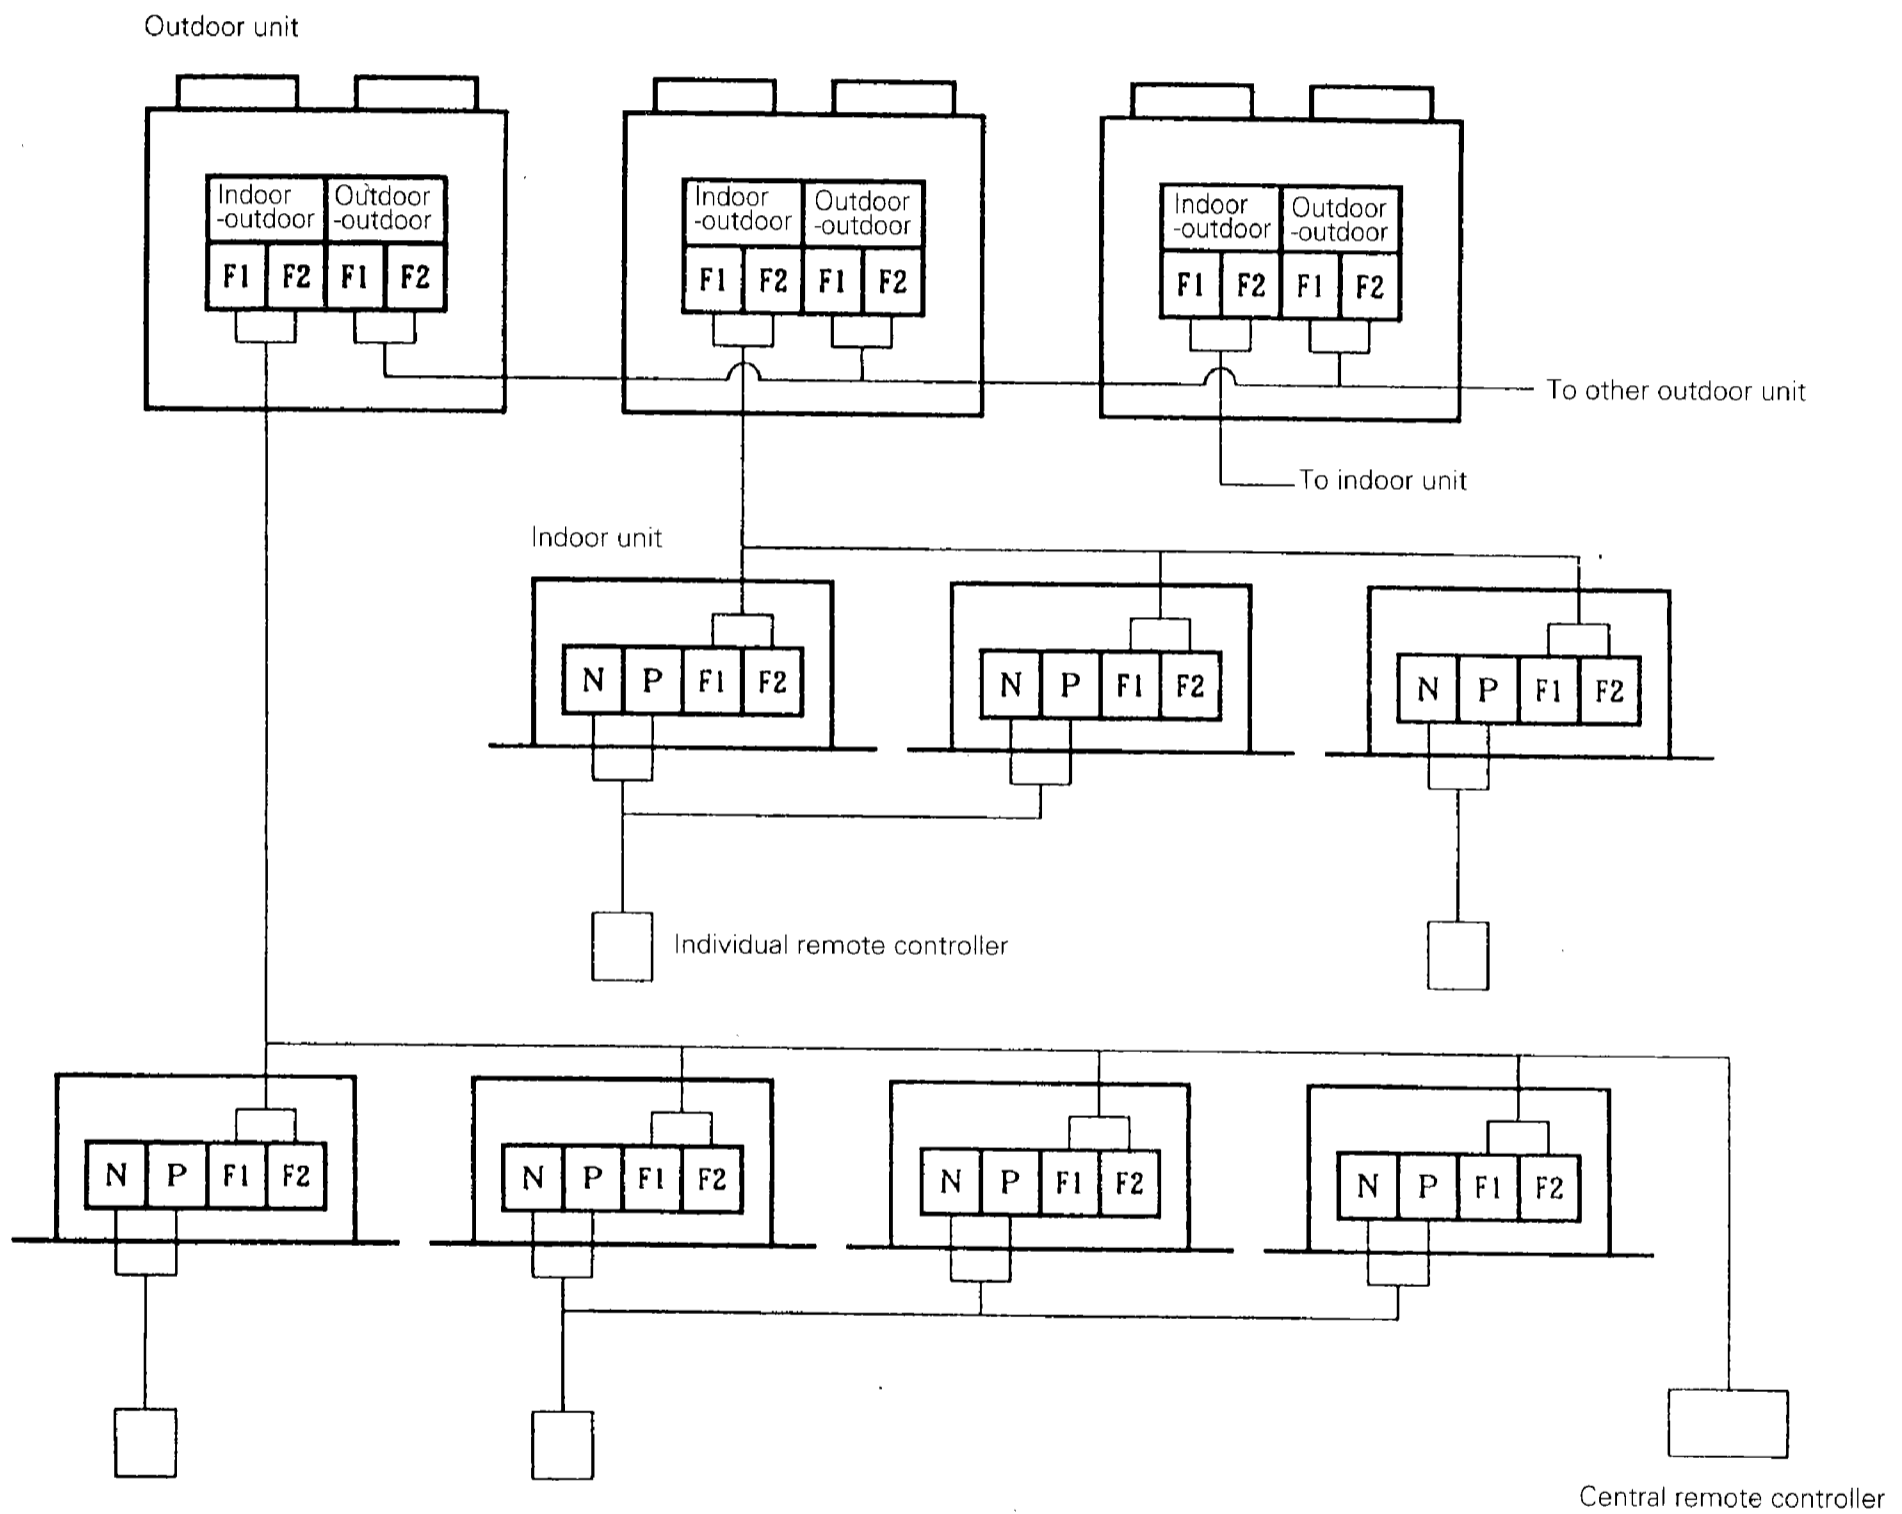 Outdoor unit
Indoor
-outdoor
Outdoor
-outdoor
F1 F2 F1 F2
Indoor
-outdoor
Outdoor
-outdoor
F1 F2 F1 F2
Indoor
-outdoor
Outdoor
-outdoor
F1 F2 F1 F2
To other outdoor unit
To indoor unit
Indoor unit
N P F1 F2
N P F1 F2
N P F1 F2
Individual remote controller
N P F1 F2
N P F1 F2
N P F1 F2
N P F1 F2
Central remote controller